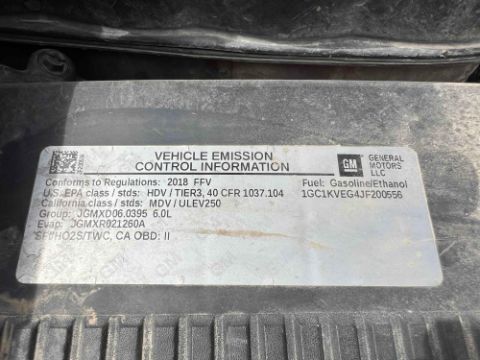 VEHICLE EMISSION
CONTROL INFORMATION
GM
GENERAL
MOTORS
LLC
Conforms to Regulations: 2018 FFV
Fuel: Gasoline/Ethanol
U.S. EPA class / stds: HDV / TIER3, 40 CFR 1037.104
1GC1KVEG4JF200556
California class / stds: MDV / ULEV250
Group: JGMXD06.0395 6.0L
Evap: JGMXR021260A
SFI/HO2S/TWC, CA OBD: II